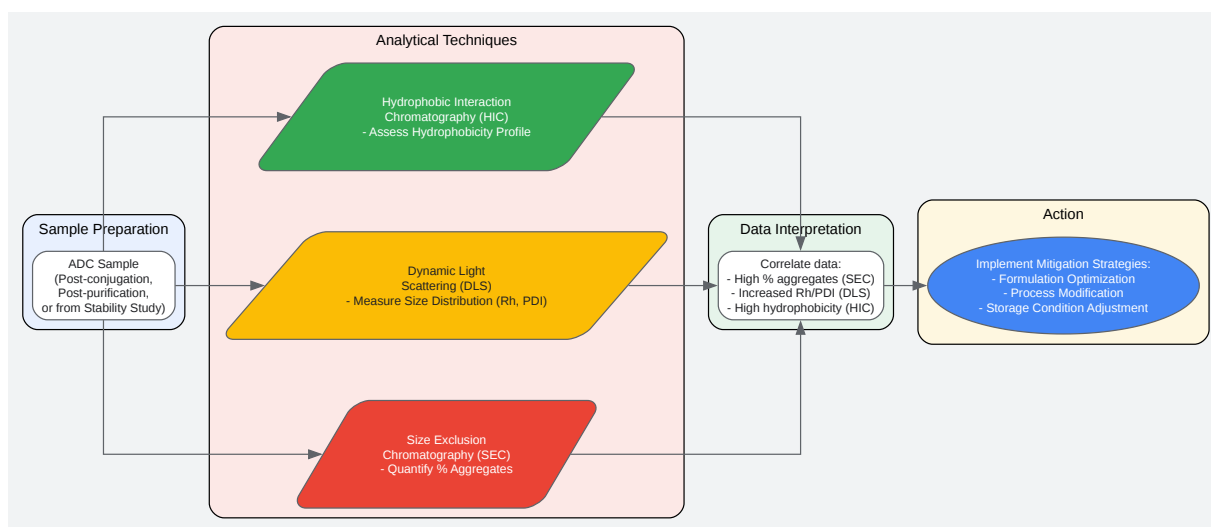 Analytical Techniques
Hydrophobic Interaction
Chromatography (HIC)
- Assess Hydrophobicity Profile
Sample Preparation
ADC Sample
(Post-conjugation,
Post-purification,
or from Stability Study)
Dynamic Light
Scattering (DLS)
- Measure Size Distribution (Rh, PDI)
Size Exclusion
Chromatography (SEC)
- Quantify % Aggregates
Data Interpretation
Correlate data:
- High % aggregates (SEC)
- Increased Rh/PDI (DLS)
- High hydrophobicity (HIC)
Action
Implement Mitigation Strategies:
- Formulation Optimization
- Process Modification
- Storage Condition Adjustment